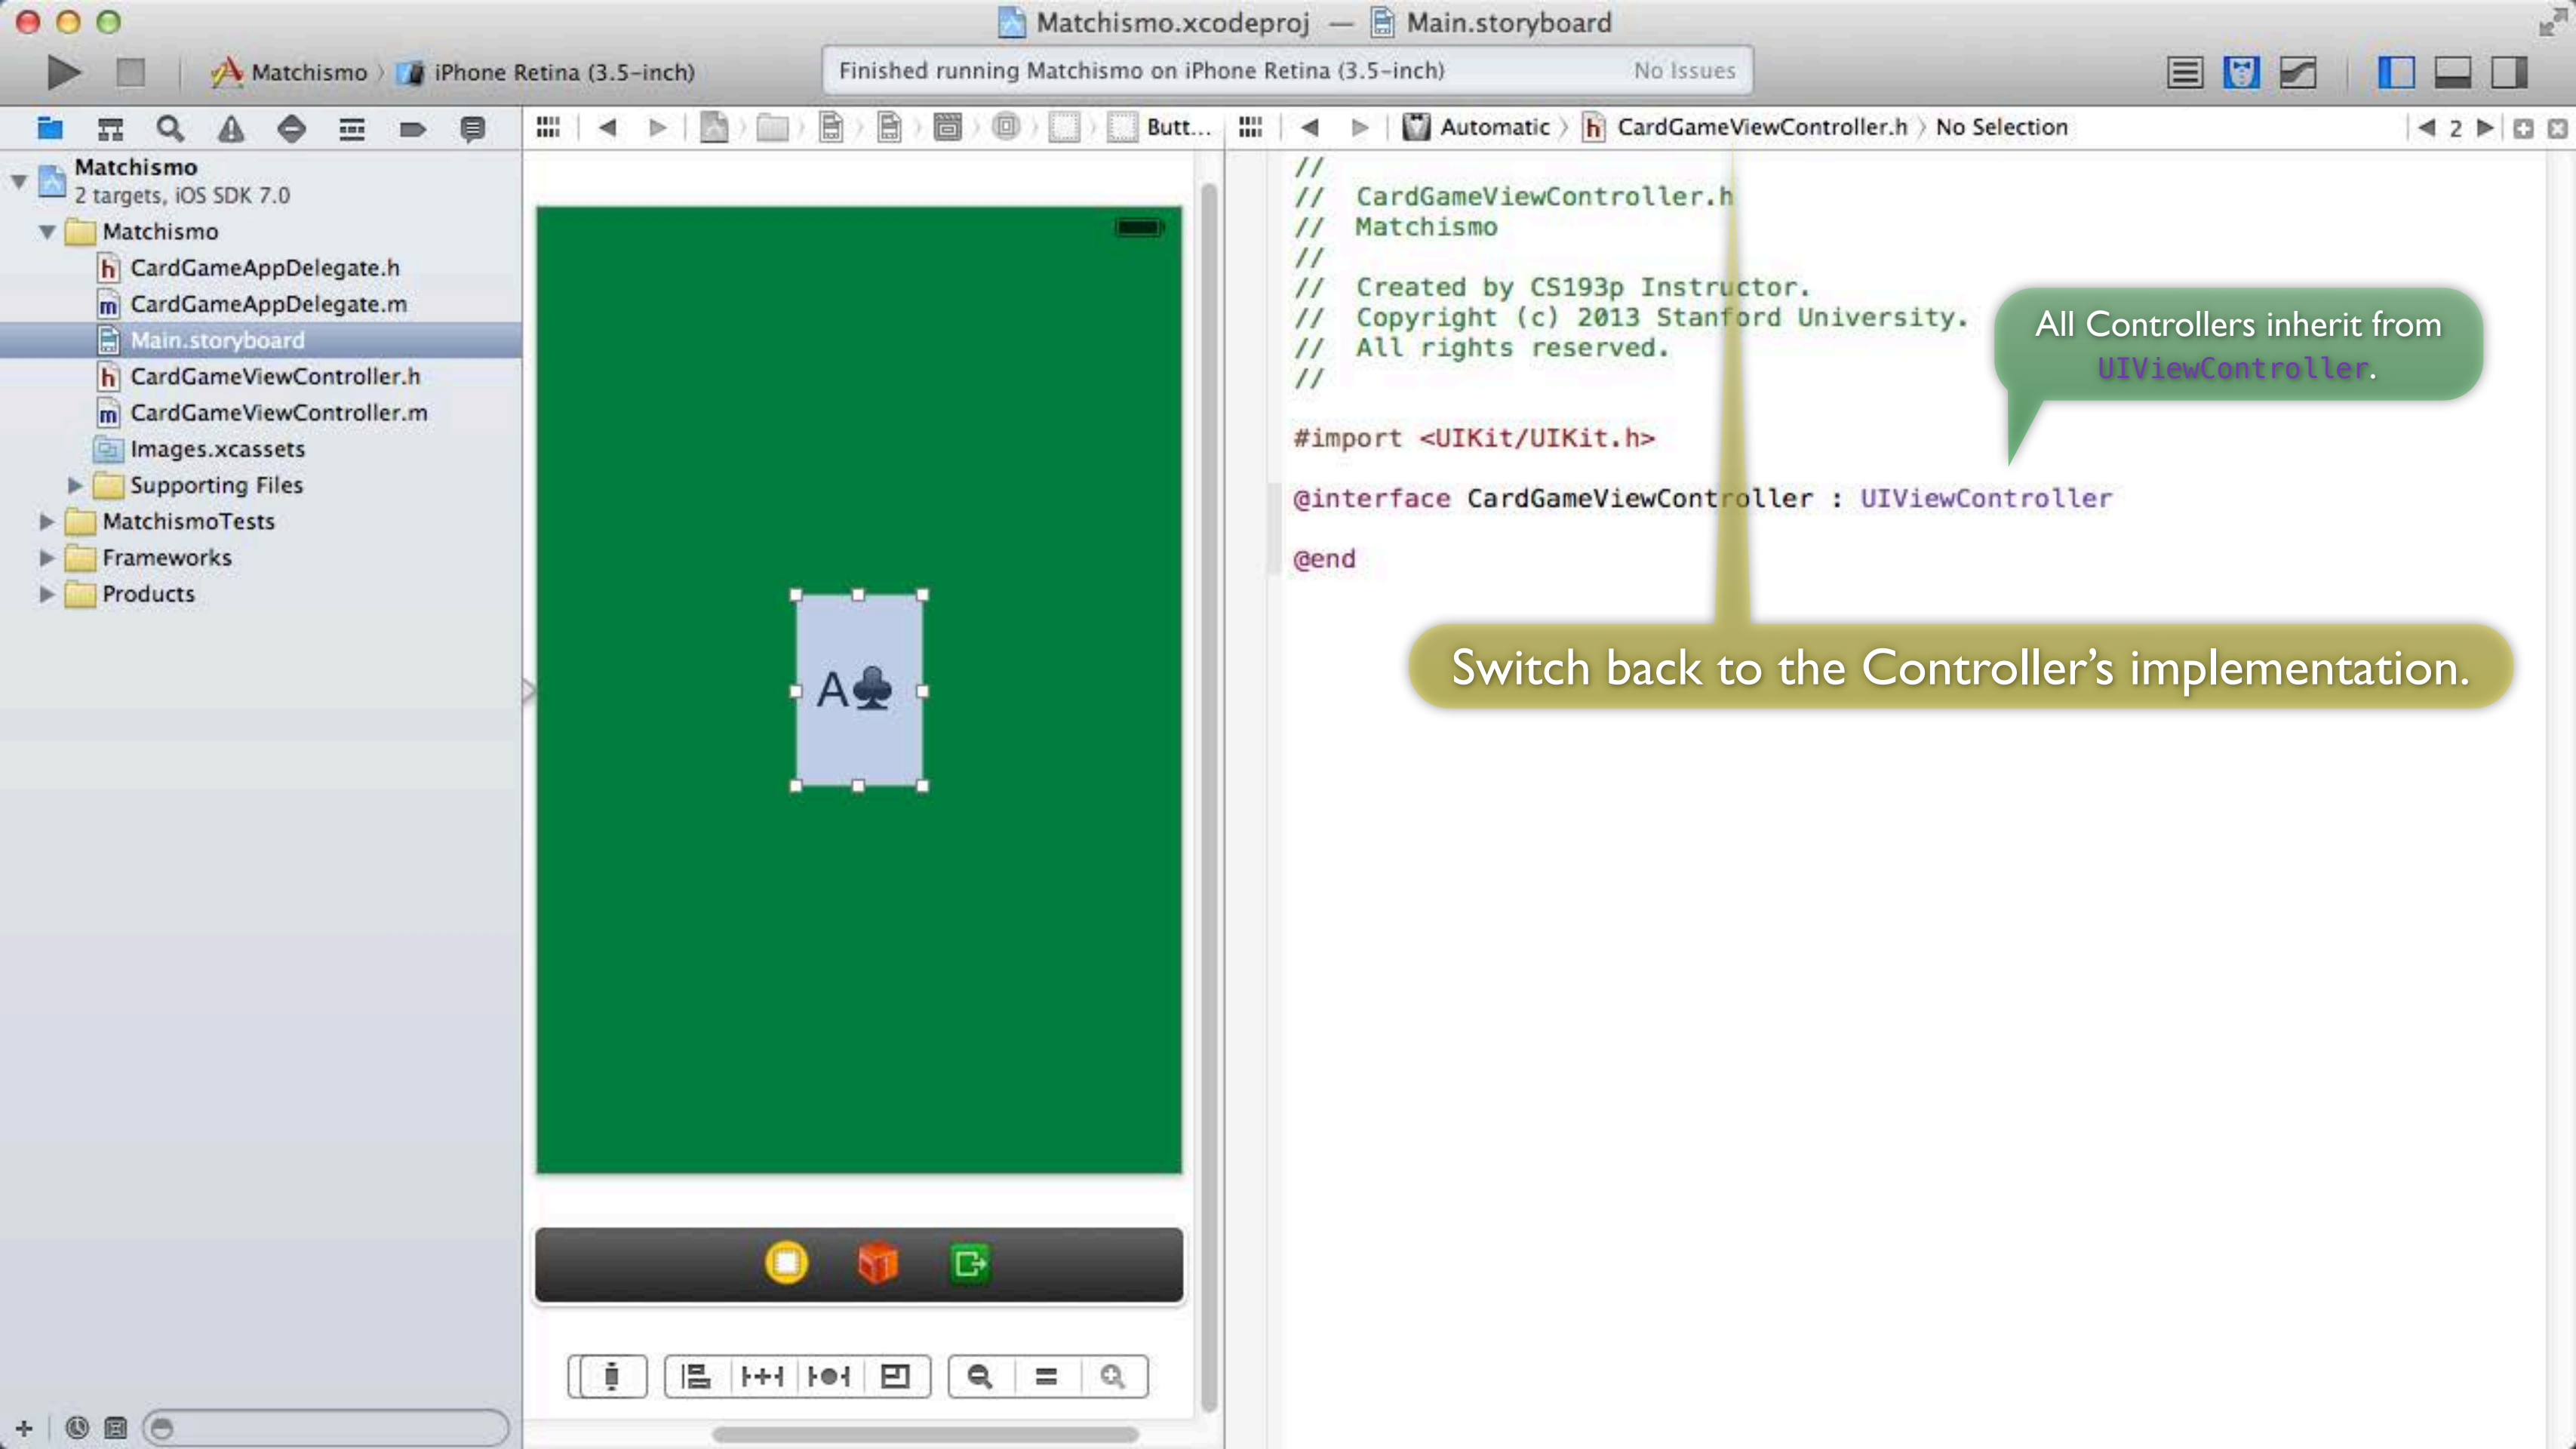 Matchismo.xcodeproj — Main.storyboard
Matchismo 〉 iPhone Retina (3.5-inch)
Finished running Matchismo on iPhone Retina (3.5-inch) No Issues
Butt...
Automatic 〉 h CardGameViewController.h 〉 No Selection
2
Matchismo
2 targets, iOS SDK 7.0
Matchismo
h CardGameAppDelegate.h
m CardGameAppDelegate.m
Main.storyboard
h CardGameViewController.h
m CardGameViewController.m
Images.xcassets
Supporting Files
MatchismoTests
Frameworks
Products
A♣
//
// CardGameViewController.h
// Matchismo
//
// Created by CS193p Instructor.
// Copyright (c) 2013 Stanford University.
// All rights reserved.
//
#import <UIKit/UIKit.h>
@interface CardGameViewController : UIViewController
@end
All Controllers inherit from
UIViewController.
Switch back to the Controller’s implementation.